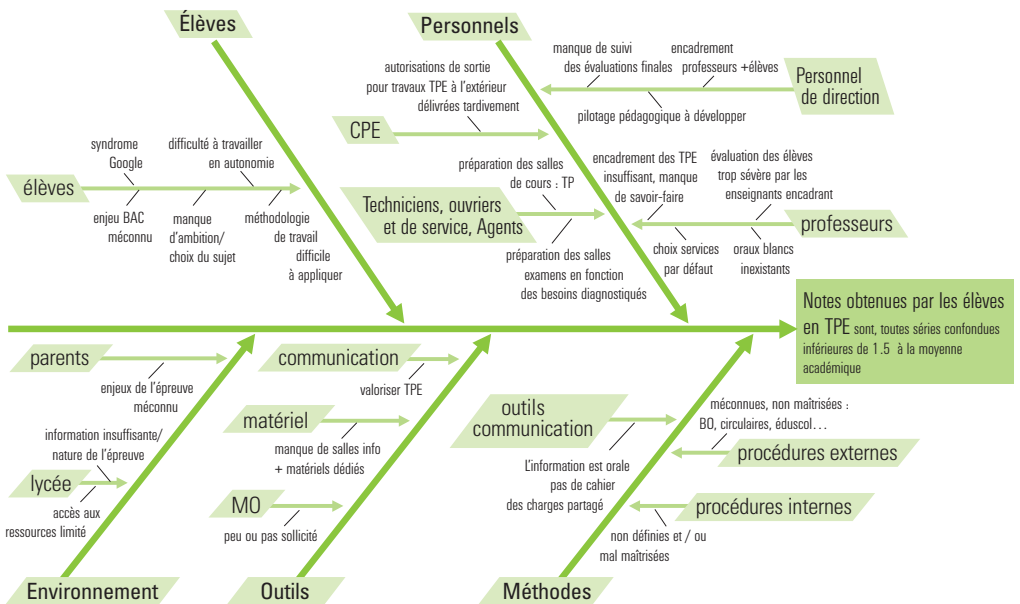 Élèves
syndrome
Google
difficulté à travailler
en autonomie
élèves
enjeu BAC
méconnu
manque
d'ambition/
choix du sujet
méthodologie
de travail
difficile
à appliquer
Personnels
autorisations de sortie
pour travaux TPE à l'extérieur
délivrées tardivement
CPE
manque de suivi
des évaluations finales
encadrement
professeurs +élèves
Personnel
de direction
pilotage pédagogique à développer
préparation des salles
de cours : TP
Techniciens, ouvriers
et de service, Agents
préparation des salles
examens en fonction
des besoins diagnostiqués
encadrement des TPE
insuffisant, manque
de savoir-faire
évaluation des élèves
trop sévère par les
enseignants encadrant
professeurs
choix services
par défaut
oraux blancs
inexistants
Notes obtenues par les élèves
en TPE sont, toutes séries confondues
inférieures de 1.5 à la moyenne
académique
parents
enjeux de l'épreuve
méconnu
information insuffisante/
nature de l'épreuve
lycée
accès aux
ressources limité
Environnement
communication
valoriser TPE
matériel
manque de salles info
+ matériels dédiés
MO
peu ou pas sollicité
Outils
outils
communication
L'information est orale
pas de cahier
des charges partagé
méconnues, non maîtrisées :
BO, circulaires, éduscol…
procédures externes
procédures internes
non définies et / ou
mal maîtrisées
Méthodes